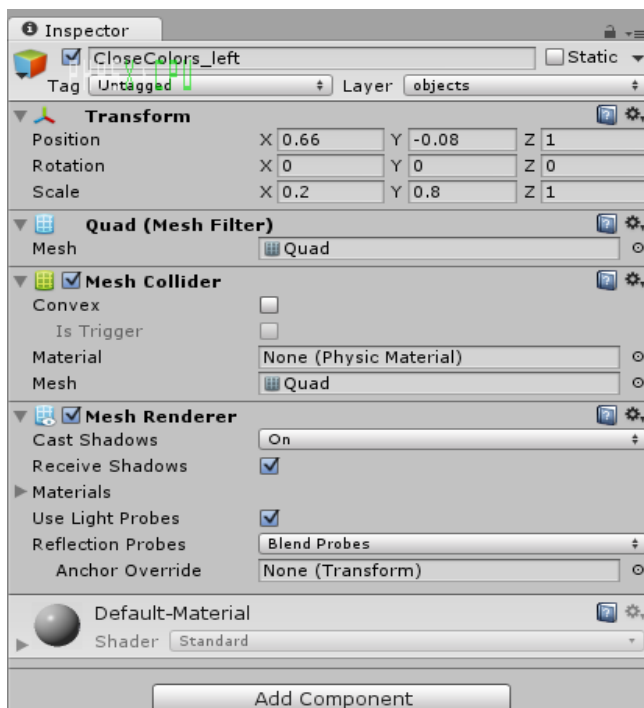 Inspector
CloseColors_left
Static
Tag Untagged Layer objects
Transform
Position X 0.66 Y -0.08 Z 1
Rotation X 0 Y 0 Z 0
Scale X 0.2 Y 0.8 Z 1
Quad (Mesh Filter)
Mesh Quad
Mesh Collider
Convex
Is Trigger
Material None (Physic Material)
Mesh Quad
Mesh Renderer
Cast Shadows On
Receive Shadows
Materials
Use Light Probes
Reflection Probes Blend Probes
Anchor Override None (Transform)
Default-Material
Shader Standard
Add Component